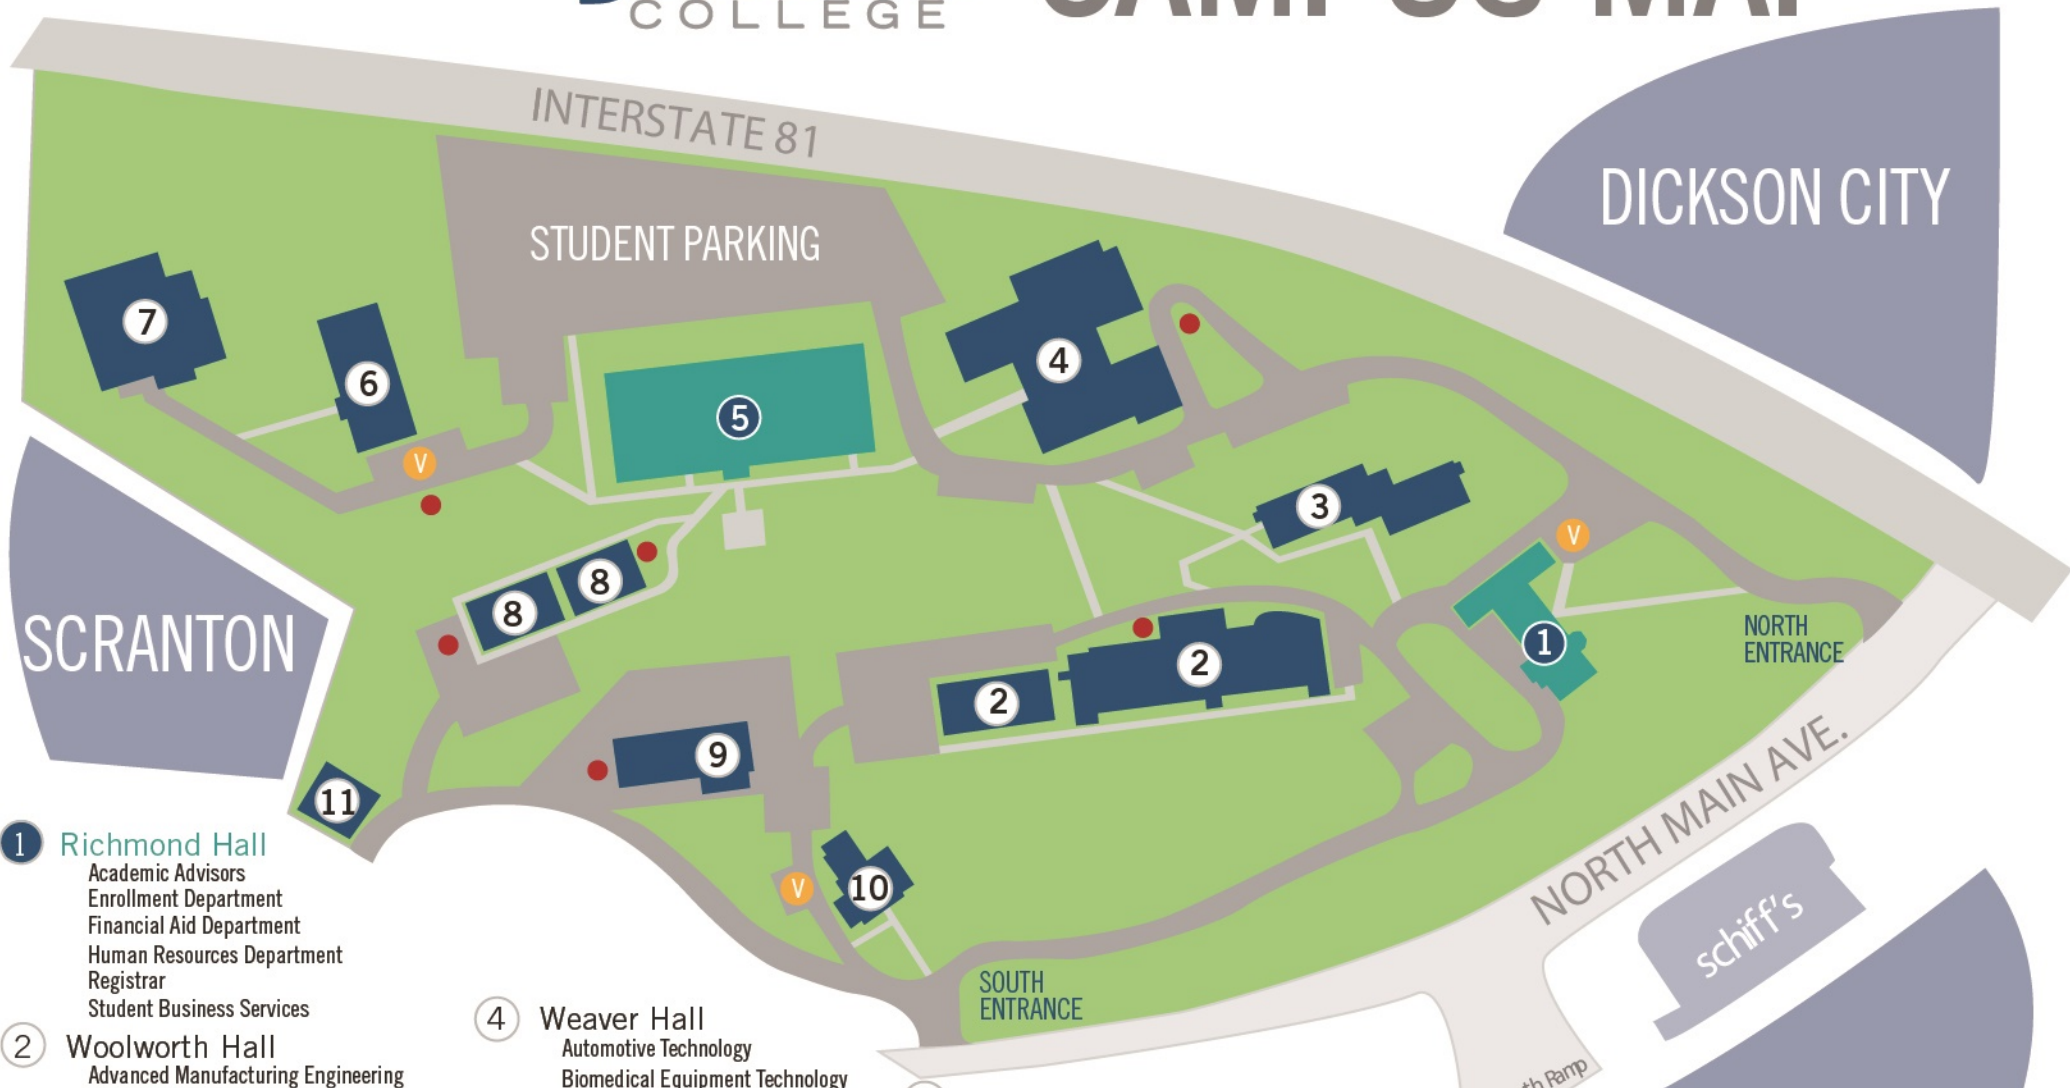 COLLEGE
CAMPUS MAP
INTERSTATE 81
DICKSON CITY
STUDENT PARKING
7
6
5
4
V
3
V
8
8
SCRANTON
1
NORTH
ENTRANCE
2
2
9
11
NORTH MAIN AVE.
10
V
schiff's
SOUTH
ENTRANCE
1 Richmond Hall
Academic Advisors
Enrollment Department
Financial Aid Department
Human Resources Department
Registrar
Student Business Services
2 Woolworth Hall
Advanced Manufacturing Engineering
4 Weaver Hall
Automotive Technology
Biomedical Equipment Technology
Ramp